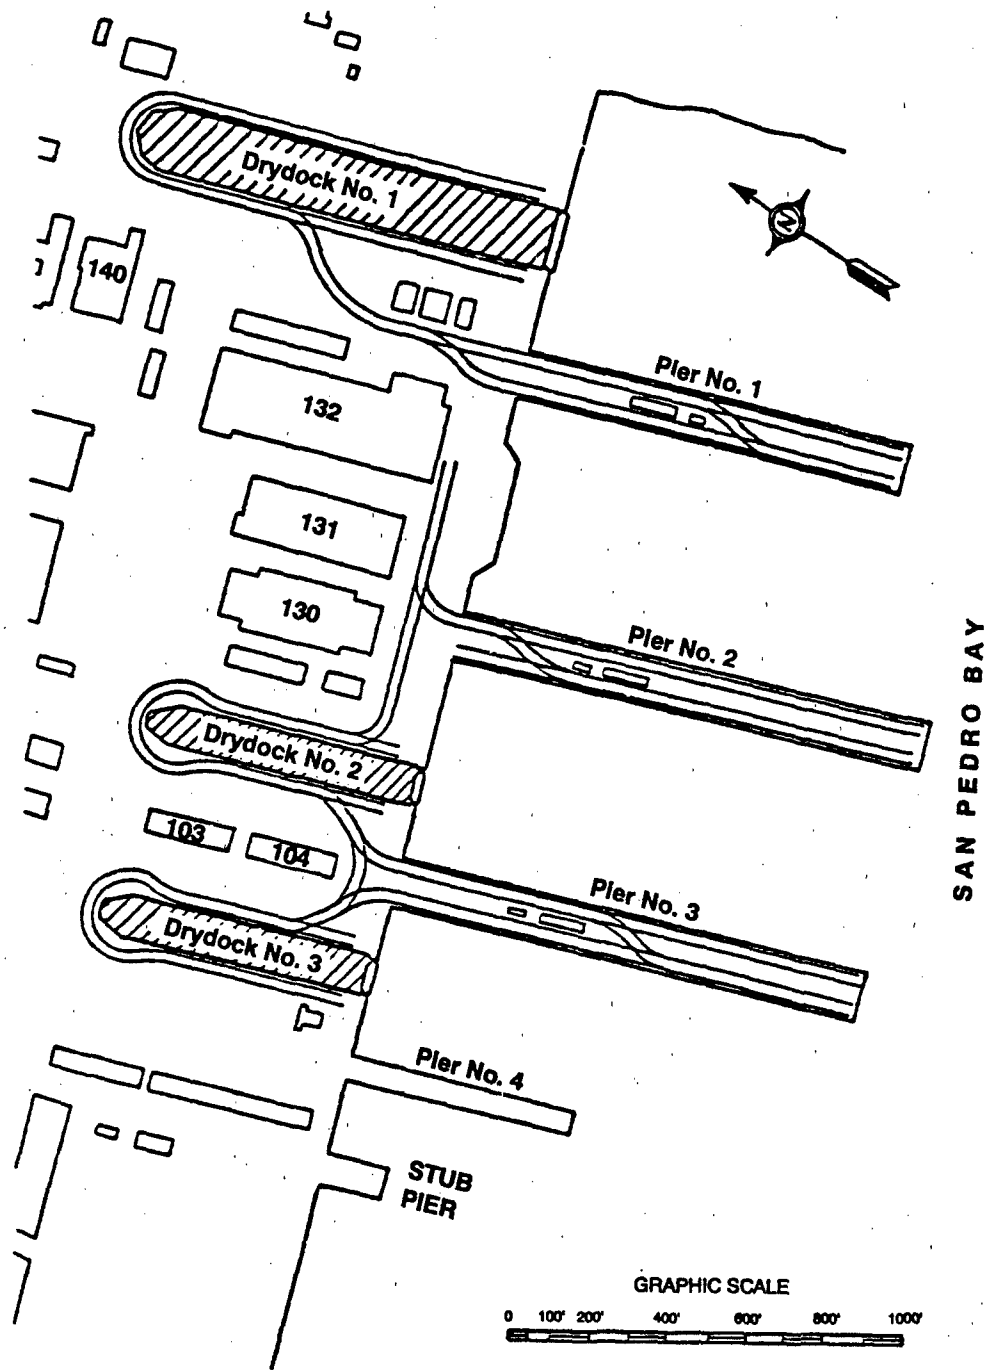 Drydock No. 1
N
140
132
Pier No. 1
131
130
Pier No. 2
SAN PEDRO BAY
Drydock No. 2
103
104
Pier No. 3
Drydock No. 3
Pier No. 4
STUB
PIER
GRAPHIC SCALE
0 100' 200' 400' 600' 800' 1000'